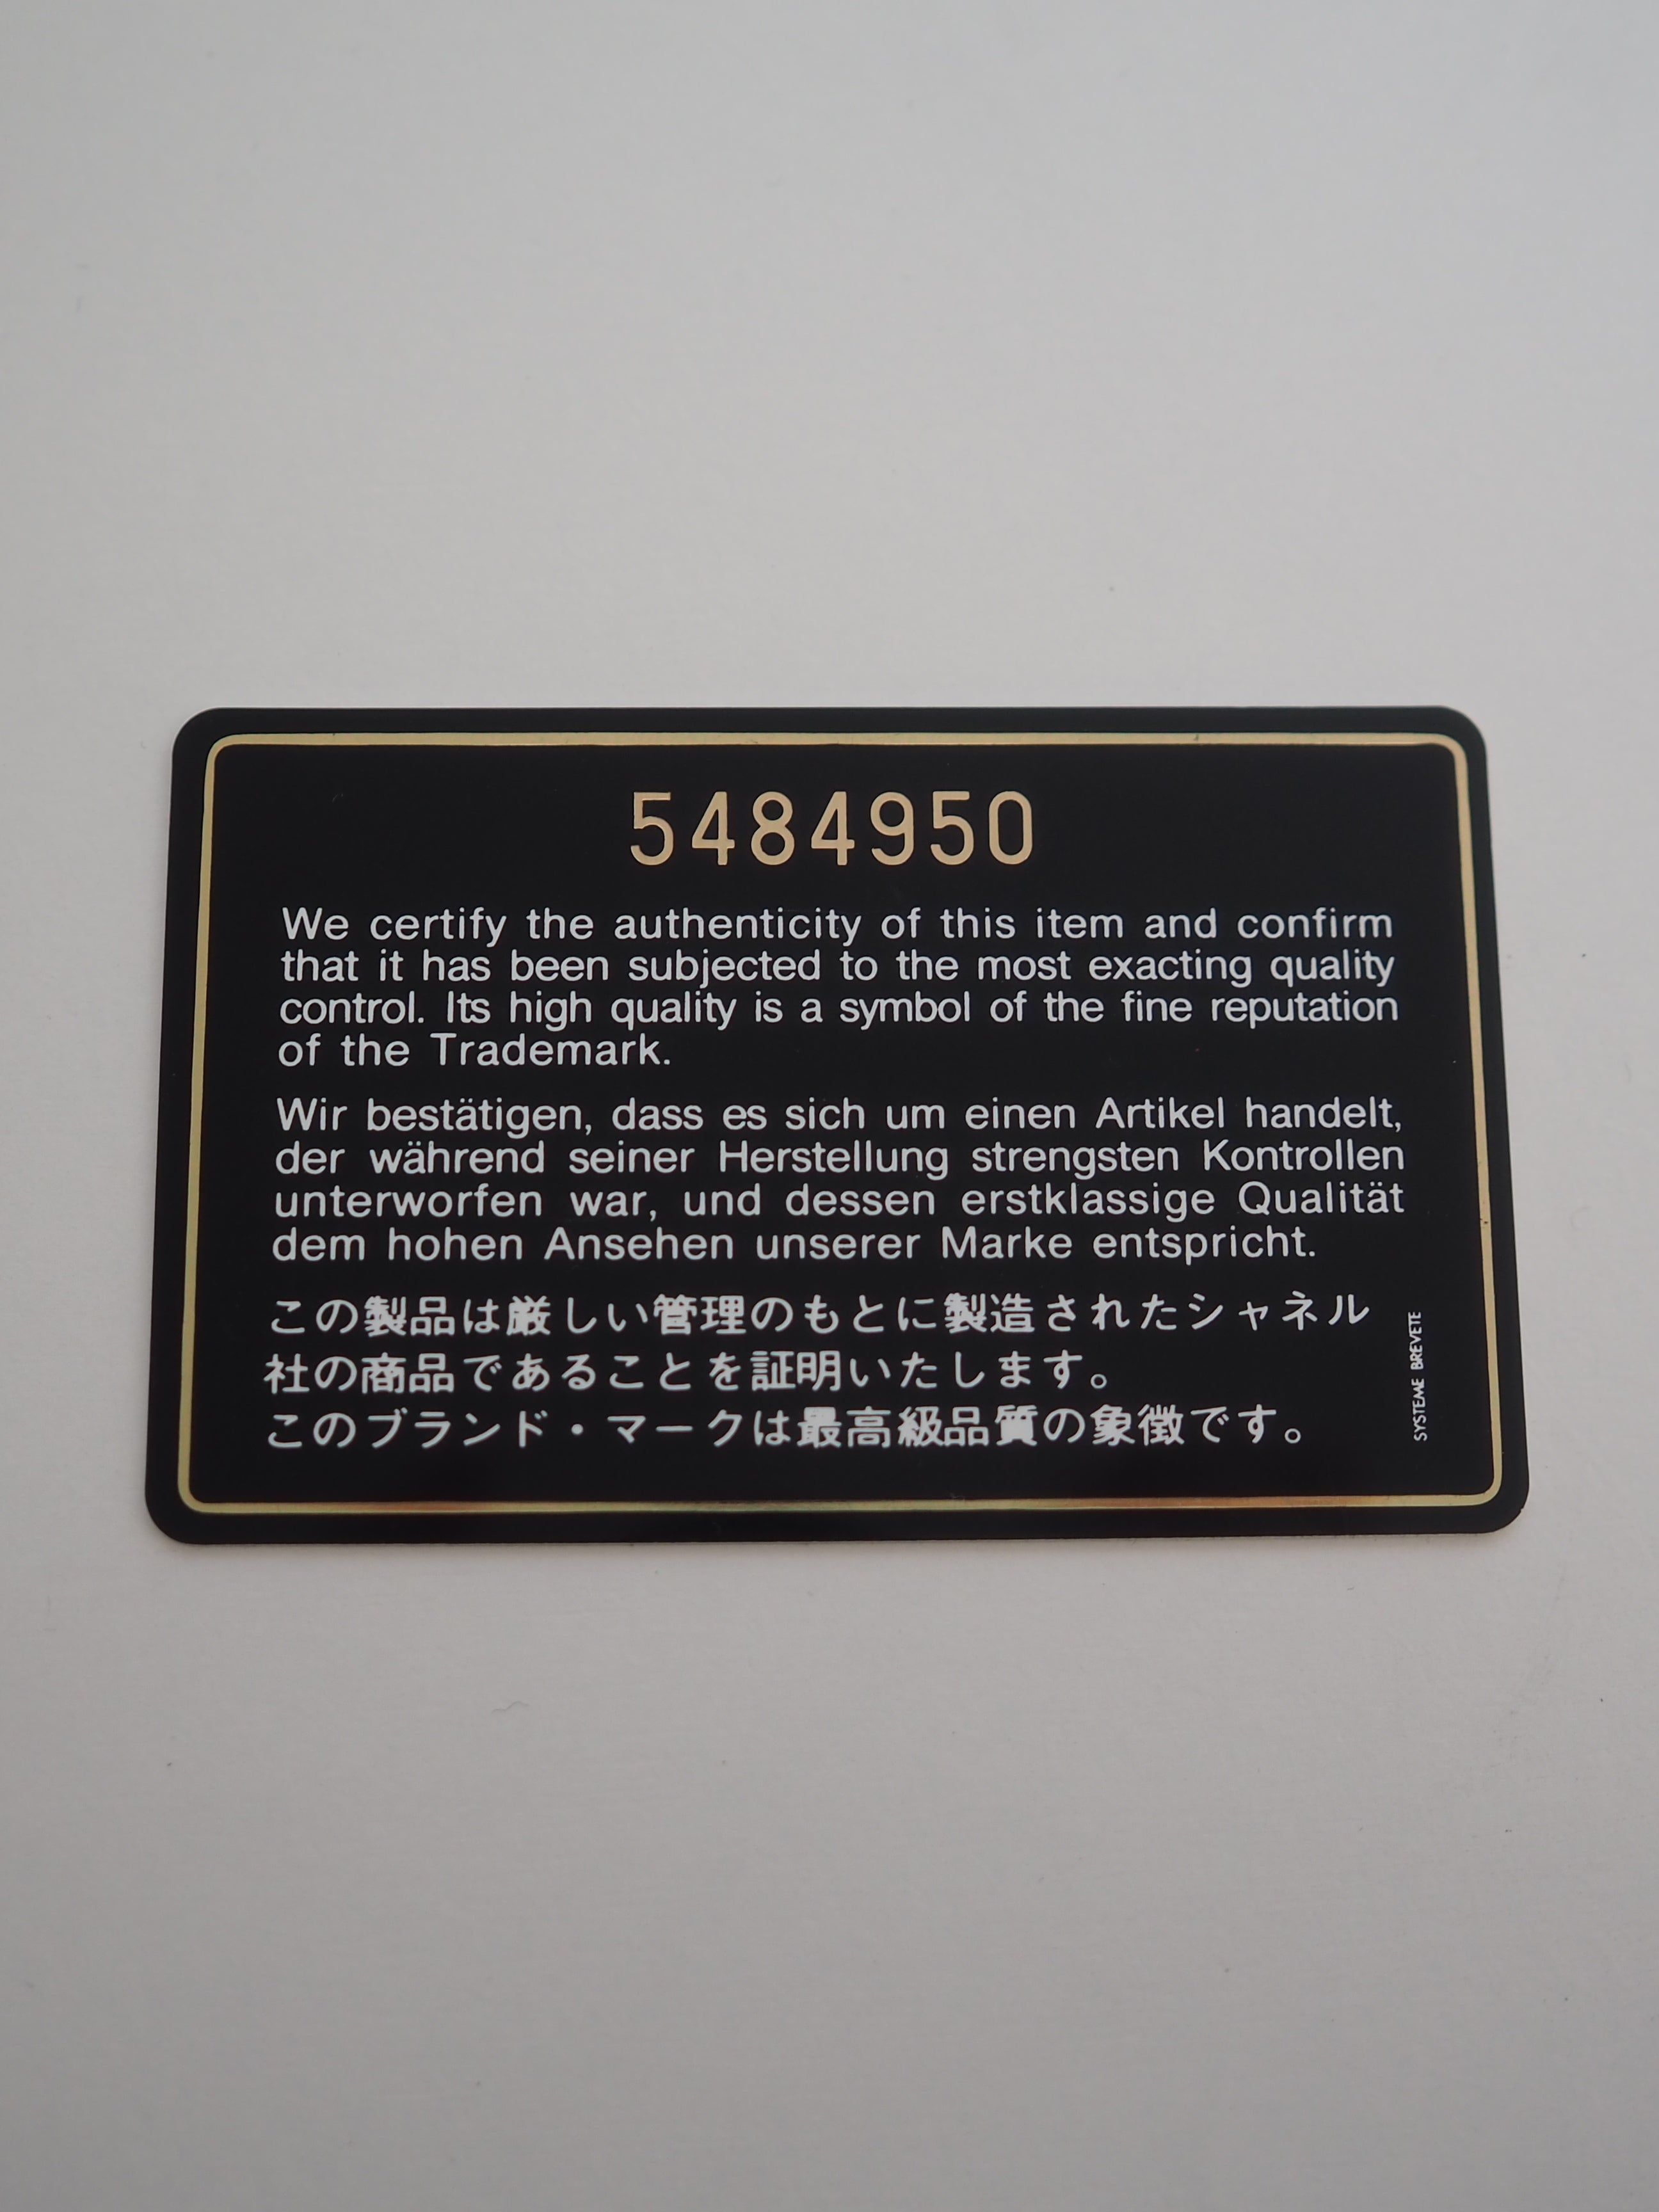 5484950
We certify the authenticity of this item and confirm
that it has been subjected to the most exacting quality
control. Its high quality is a symbol of the fine reputation
of the Trademark.
Wir bestätigen, dass es sich um einen Artikel handelt,
der während seiner Herstellung strengsten Kontrollen
unterworfen war, und dessen erstklassige Qualität
dem hohen Ansehen unserer Marke entspricht.
この製品は厳しい管理のもとに製造されたシャネル
社の商品であることを証明いたします。
このブランド・マークは最高級品質の象徴です。
SYSTEME BREVETE